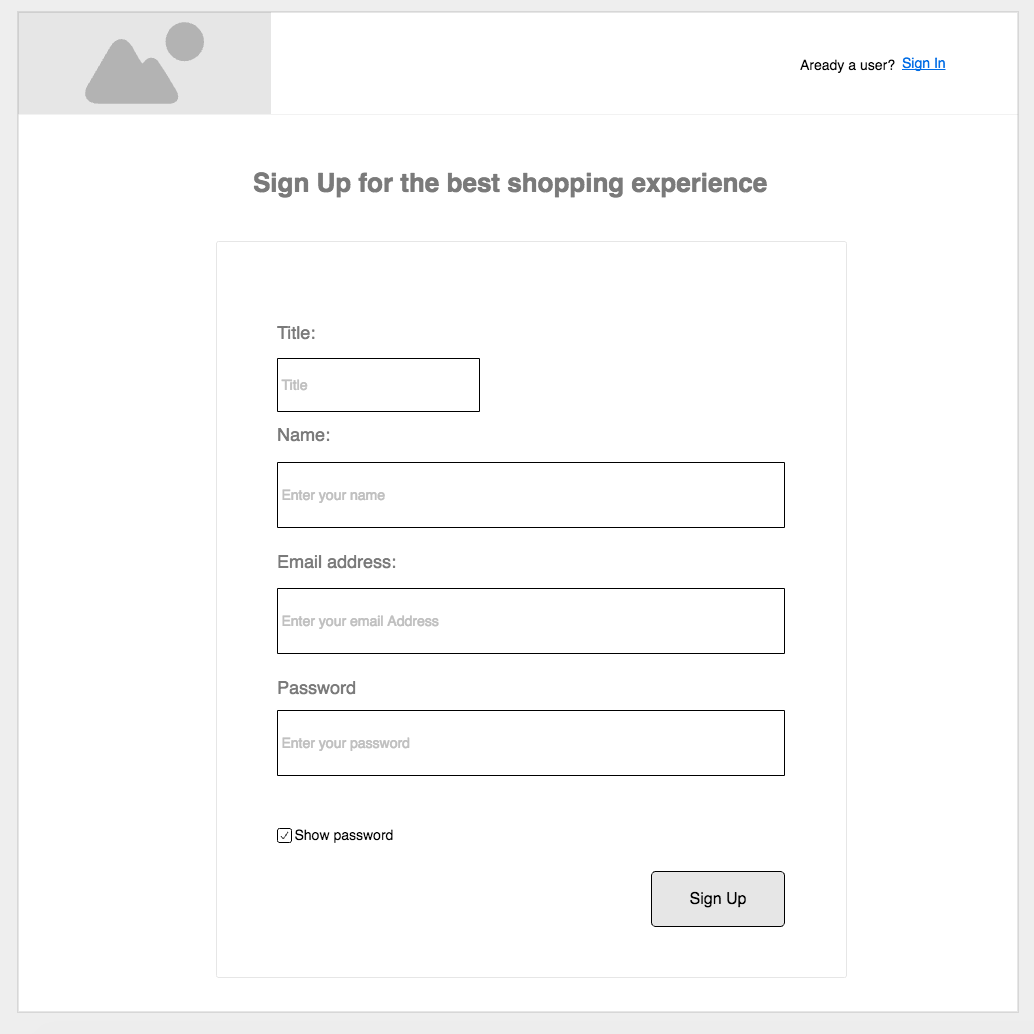 Aready a user? Sign In
Sign Up for the best shopping experience
Title:
Title
Name:
Enter your name
Email address:
Enter your email Address
Password
Enter your password
Show password
Sign Up